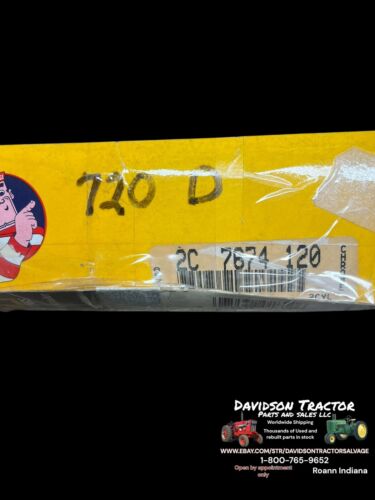 720 D
2C 7674 120
2CYL
DAVIDSON TRACTOR
PARTS AND SALES LLC
Worldwide Shipping
Thousands of Used and
rebuilt parts in stock
WWW.EBAY.COM/STR/DAVIDSONTRACTORSALVAGE
1-800-765-9652
Open by appointment
only
Roann Indiana